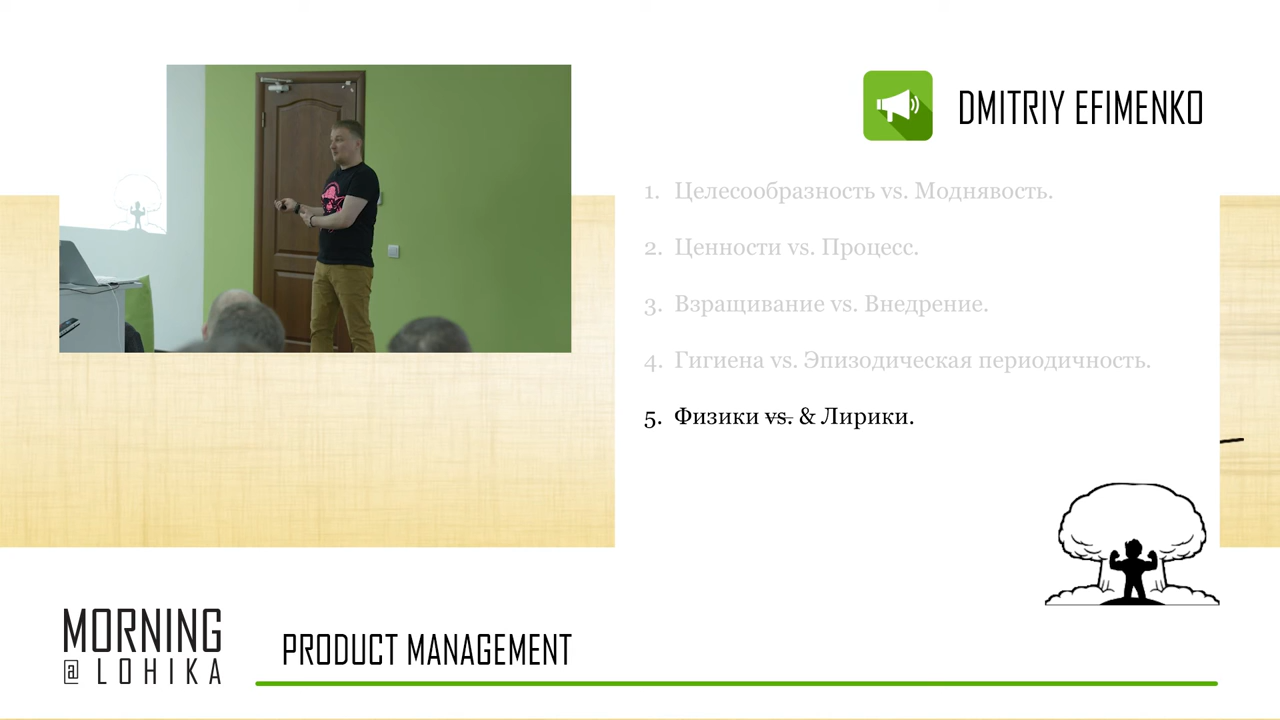 DMITRIY EFIMENKO
1. Целесообразность vs. Моднявость.
2. Ценности vs. Процесс.
3. Взращивание vs. Внедрение.
4. Гигиена vs. Эпизодическая периодичность.
5. Физики vs. & Лирики.
MORNING
@ LOHIKA
PRODUCT MANAGEMENT